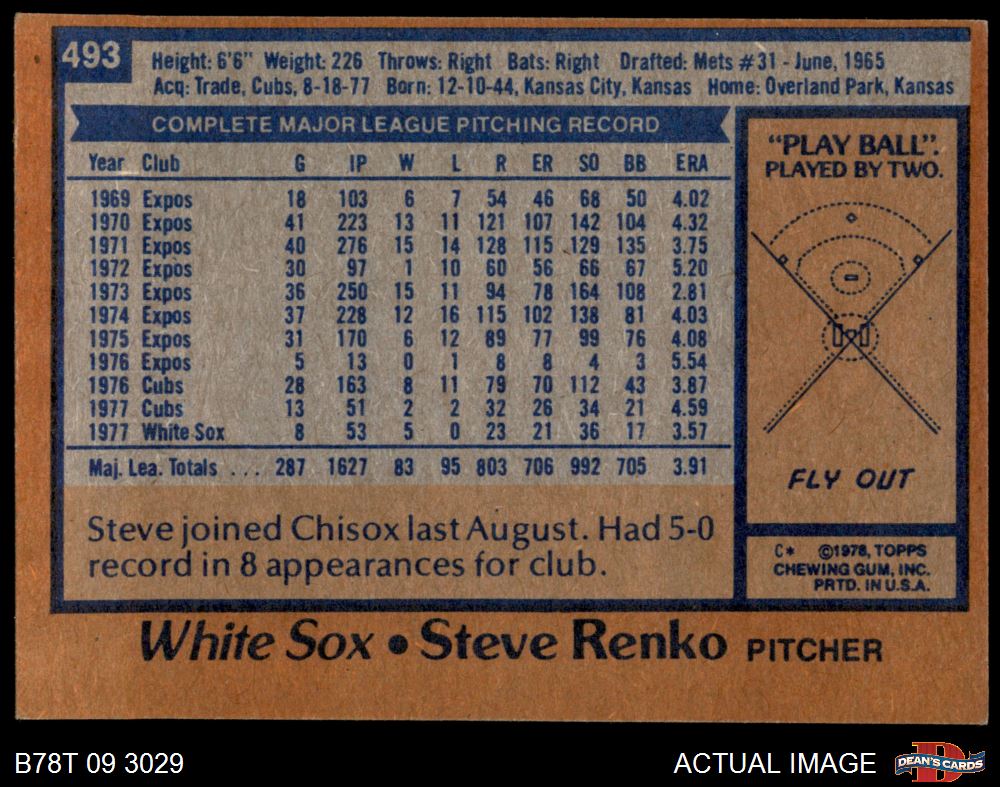 493
Height: 6'6" Weight: 226 Throws: Right Bats: Right Drafted: Mets #31 - June, 1965
Acq: Trade, Cubs, 8-18-77 Born: 12-10-44, Kansas City, Kansas Home: Overland Park, Kansas
COMPLETE MAJOR LEAGUE PITCHING RECORD
Year Club G IP W L R ER SO BB ERA
1969 Expos 18 103 6 7 54 46 68 50 4.02
1970 Expos 41 223 13 11 121 107 142 104 4.32
1971 Expos 40 276 15 14 128 115 129 135 3.75
1972 Expos 30 97 1 10 60 56 66 67 5.20
1973 Expos 36 250 15 11 94 78 164 108 2.81
1974 Expos 37 228 12 16 115 102 138 81 4.03
1975 Expos 31 170 6 12 89 77 99 76 4.08
1976 Expos 5 13 0 1 8 8 4 3 5.54
1976 Cubs 28 163 8 11 79 70 112 43 3.87
1977 Cubs 13 51 2 2 32 26 34 21 4.59
1977 White Sox 8 53 5 0 23 21 36 17 3.57
Maj. Lea. Totals ... 287 1627 83 95 803 706 992 705 3.91
Steve joined Chisox last August. Had 5-0
record in 8 appearances for club.
"PLAY BALL".
PLAYED BY TWO.
FLY OUT
C* ©1978, TOPPS
CHEWING GUM, INC.
PRTD. IN U.S.A.
White Sox • Steve Renko PITCHER
B78T 09 3029
ACTUAL IMAGE
DEAN'S CARDS